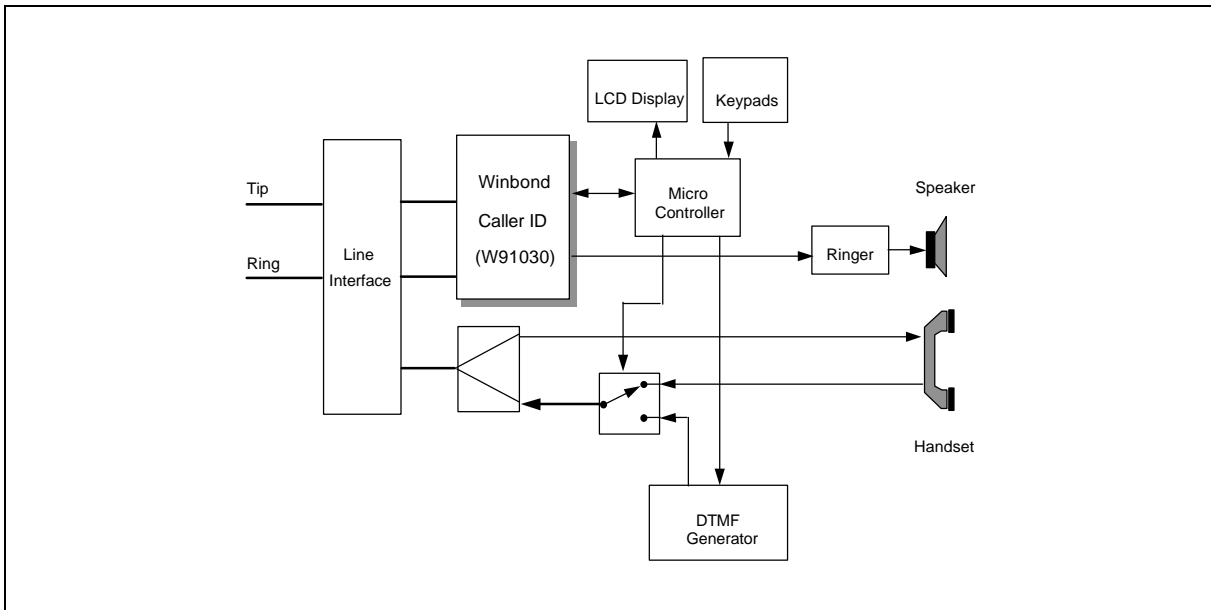 LCD Display
Keypads
Tip
Ring
Line
Interface
Winbond
Caller ID
(W91030)
Micro
Controller
Speaker
Ringer
Handset
DTMF
Generator